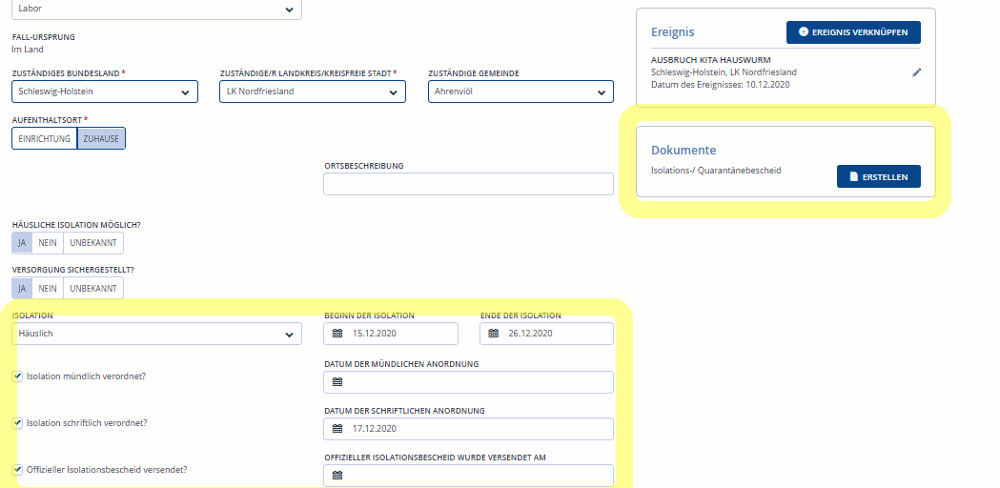 Labor
FALL-URSPRUNG
Im Land
ZUSTÄNDIGES BUNDESLAND *
Schleswig-Holstein
ZUSTÄNDIGE/R LANDKREIS/KREISFREIE STADT *
LK Nordfriesland
ZUSTÄNDIGE GEMEINDE
Ahrenviöl
AUFENTHALTSORT *
EINRICHTUNG ZUHAUSE
ORTSBESCHREIBUNG
HÄUSLICHE ISOLATION MÖGLICH?
JA NEIN UNBEKANNT
VERSORGUNG SICHERGESTELLT?
JA NEIN UNBEKANNT
ISOLATION
Häuslich
BEGINN DER ISOLATION
15.12.2020
ENDE DER ISOLATION
26.12.2020
Isolation mündlich verordnet?
DATUM DER MÜNDLICHEN ANORDNUNG
Isolation schriftlich verordnet?
DATUM DER SCHRIFTLICHEN ANORDNUNG
17.12.2020
Offizieller Isolationsbescheid versendet?
OFFIZIELLER ISOLATIONSBESCHEID WURDE VERSENDET AM
Ereignis
EREIGNIS VERKNÜPFEN
AUSBRUCH KITA HAUSWURM
Schleswig-Holstein, LK Nordfriesland
Datum des Ereignisses: 10.12.2020
Dokumente
Isolations-/ Quarantänebescheid
ERSTELLEN